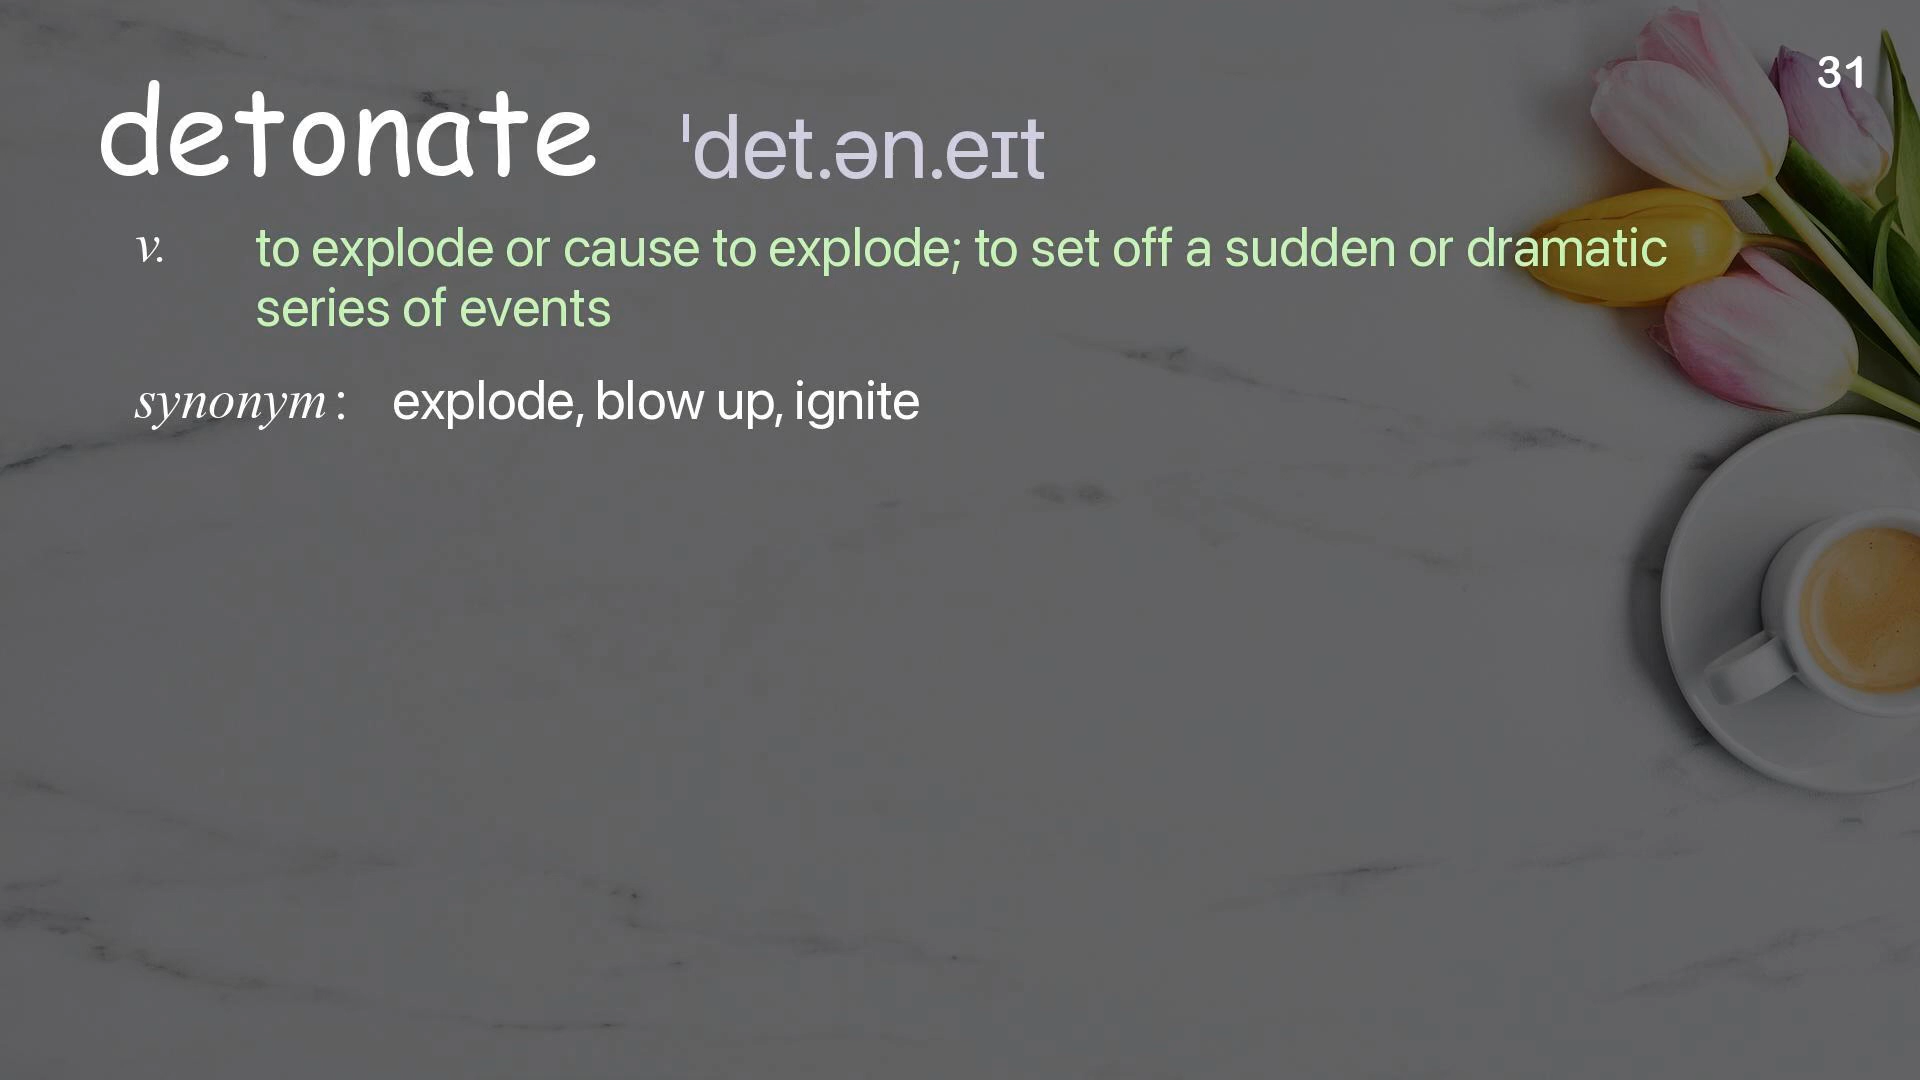 31
detonate ˈdet.ən.eɪt
v. to explode or cause to explode; to set off a sudden or dramatic
series of events
synonym: explode, blow up, ignite